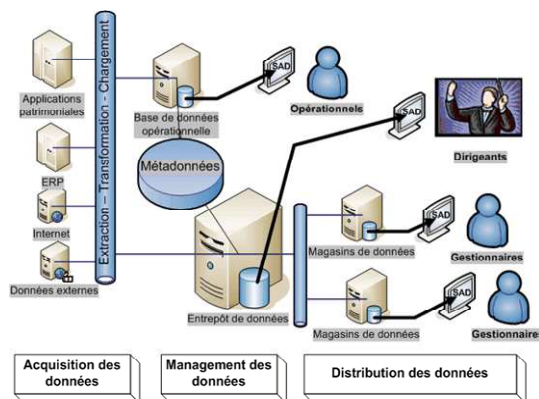 Applications
patrimoniales
ERP
Internet
Données externes
Extraction – Transformation - Chargement
Base de données
opérationnelle
Métadonnées
Entrepôt de données
SAD
Opérationnels
SAD
Dirigeants
Magasins de données
SAD
Gestionnaires
Magasins de données
SAD
Gestionnaire
Acquisition des
données
Management des
données
Distribution des données